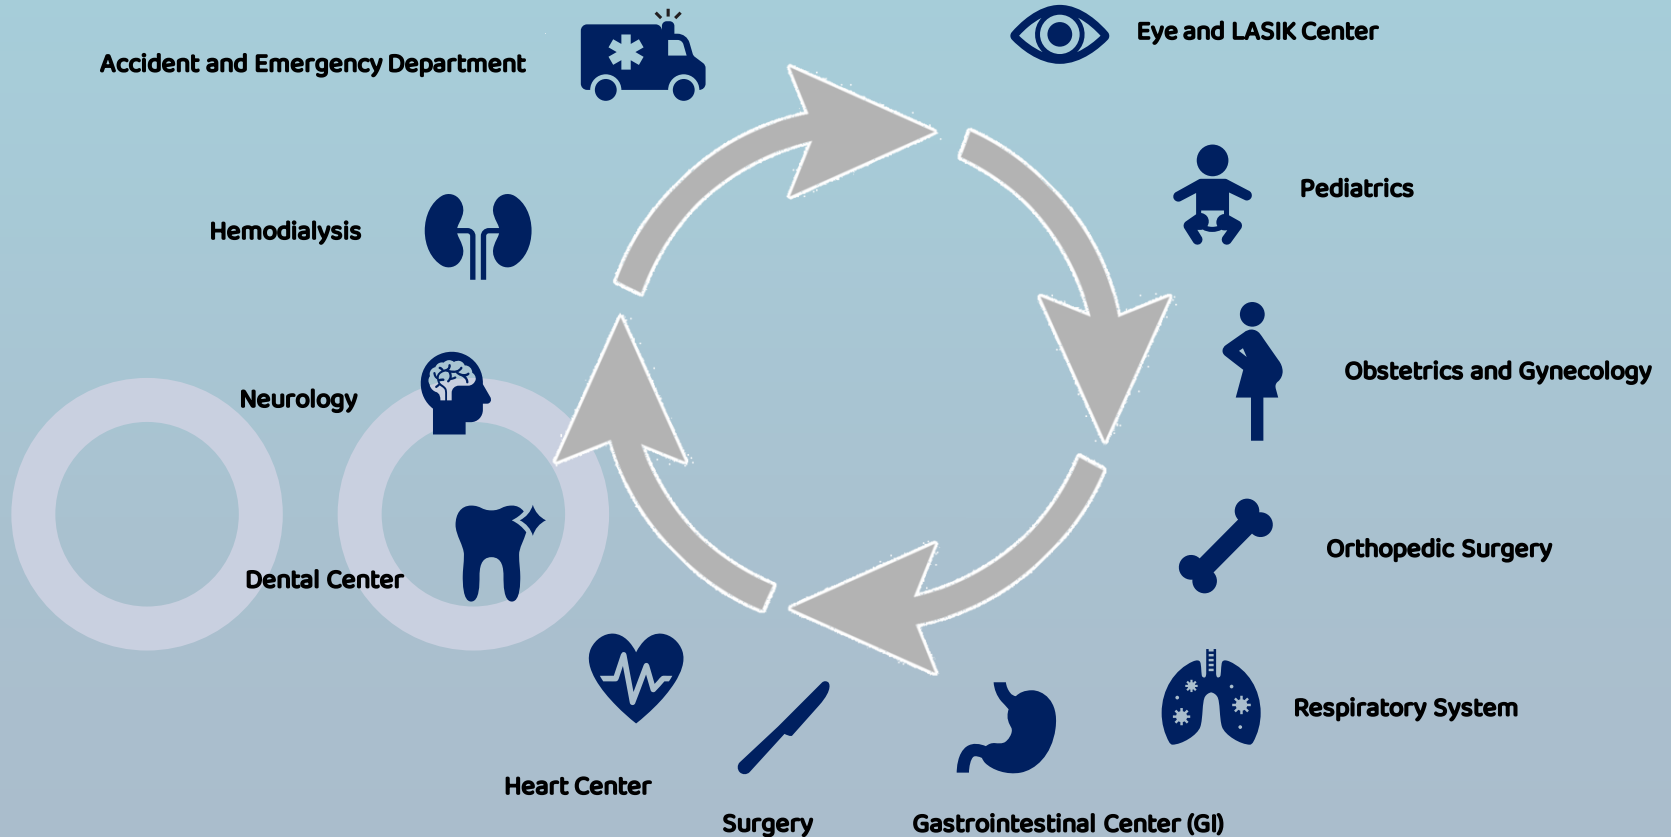 Accident and Emergency Department
Eye and LASIK Center
Pediatrics
Hemodialysis
Obstetrics and Gynecology
Neurology
Orthopedic Surgery
Dental Center
Respiratory System
Heart Center
Surgery
Gastrointestinal Center (GI)